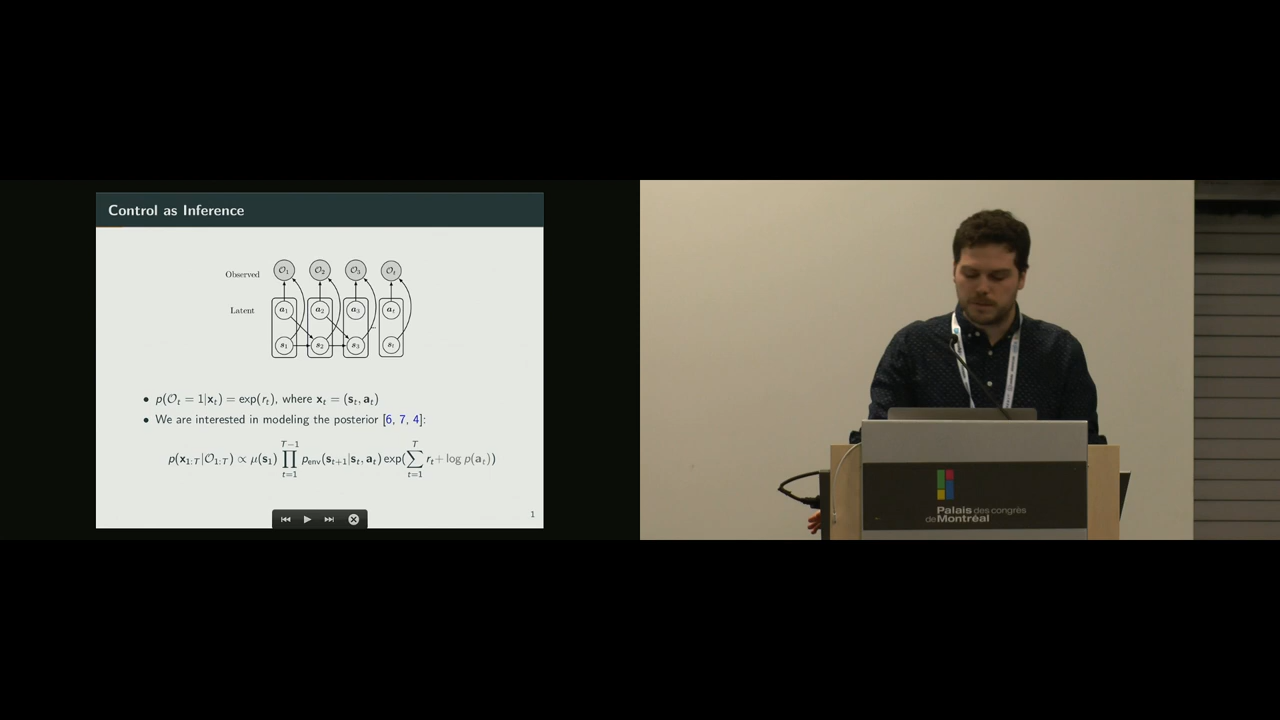 Control as Inference
Observed
O₁ O₂ O₃ Oₜ
Latent
a₁ a₂ a₃ aₜ
...
s₁ s₂ s₃ sₜ
• p(Oₜ = 1|xₜ) = exp(rₜ), where xₜ = (sₜ, aₜ)
• We are interested in modeling the posterior [6, 7, 4]:
p(x₁:T|O₁:T) ∝ μ(s₁) ∏_{t=1}^{T−1} p_env(sₜ₊₁|sₜ, aₜ) exp(∑_{t=1}^{T} rₜ + log p(aₜ))
1
Palais des congrès
de Montréal